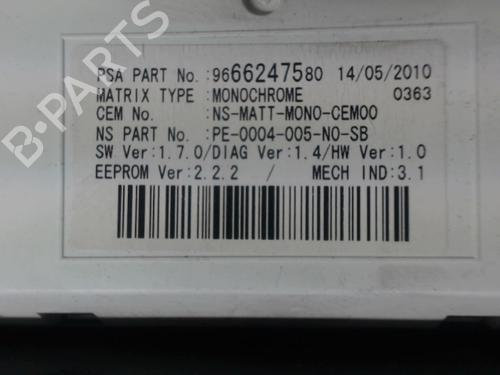 PSA PART No.:9666247580 14/05/2010
MATRIX TYPE :MONOCHROME 0363
CEM No. :NS-MATT-MONO-CEM00
NS PART No. :PE-0004-005-N0-SB
SW Ver:1.7.0/DIAG Ver:1.4/HW Ver:1.0
EEPROM Ver:2.2.2 / MECH IND:3.1
B-PARTS